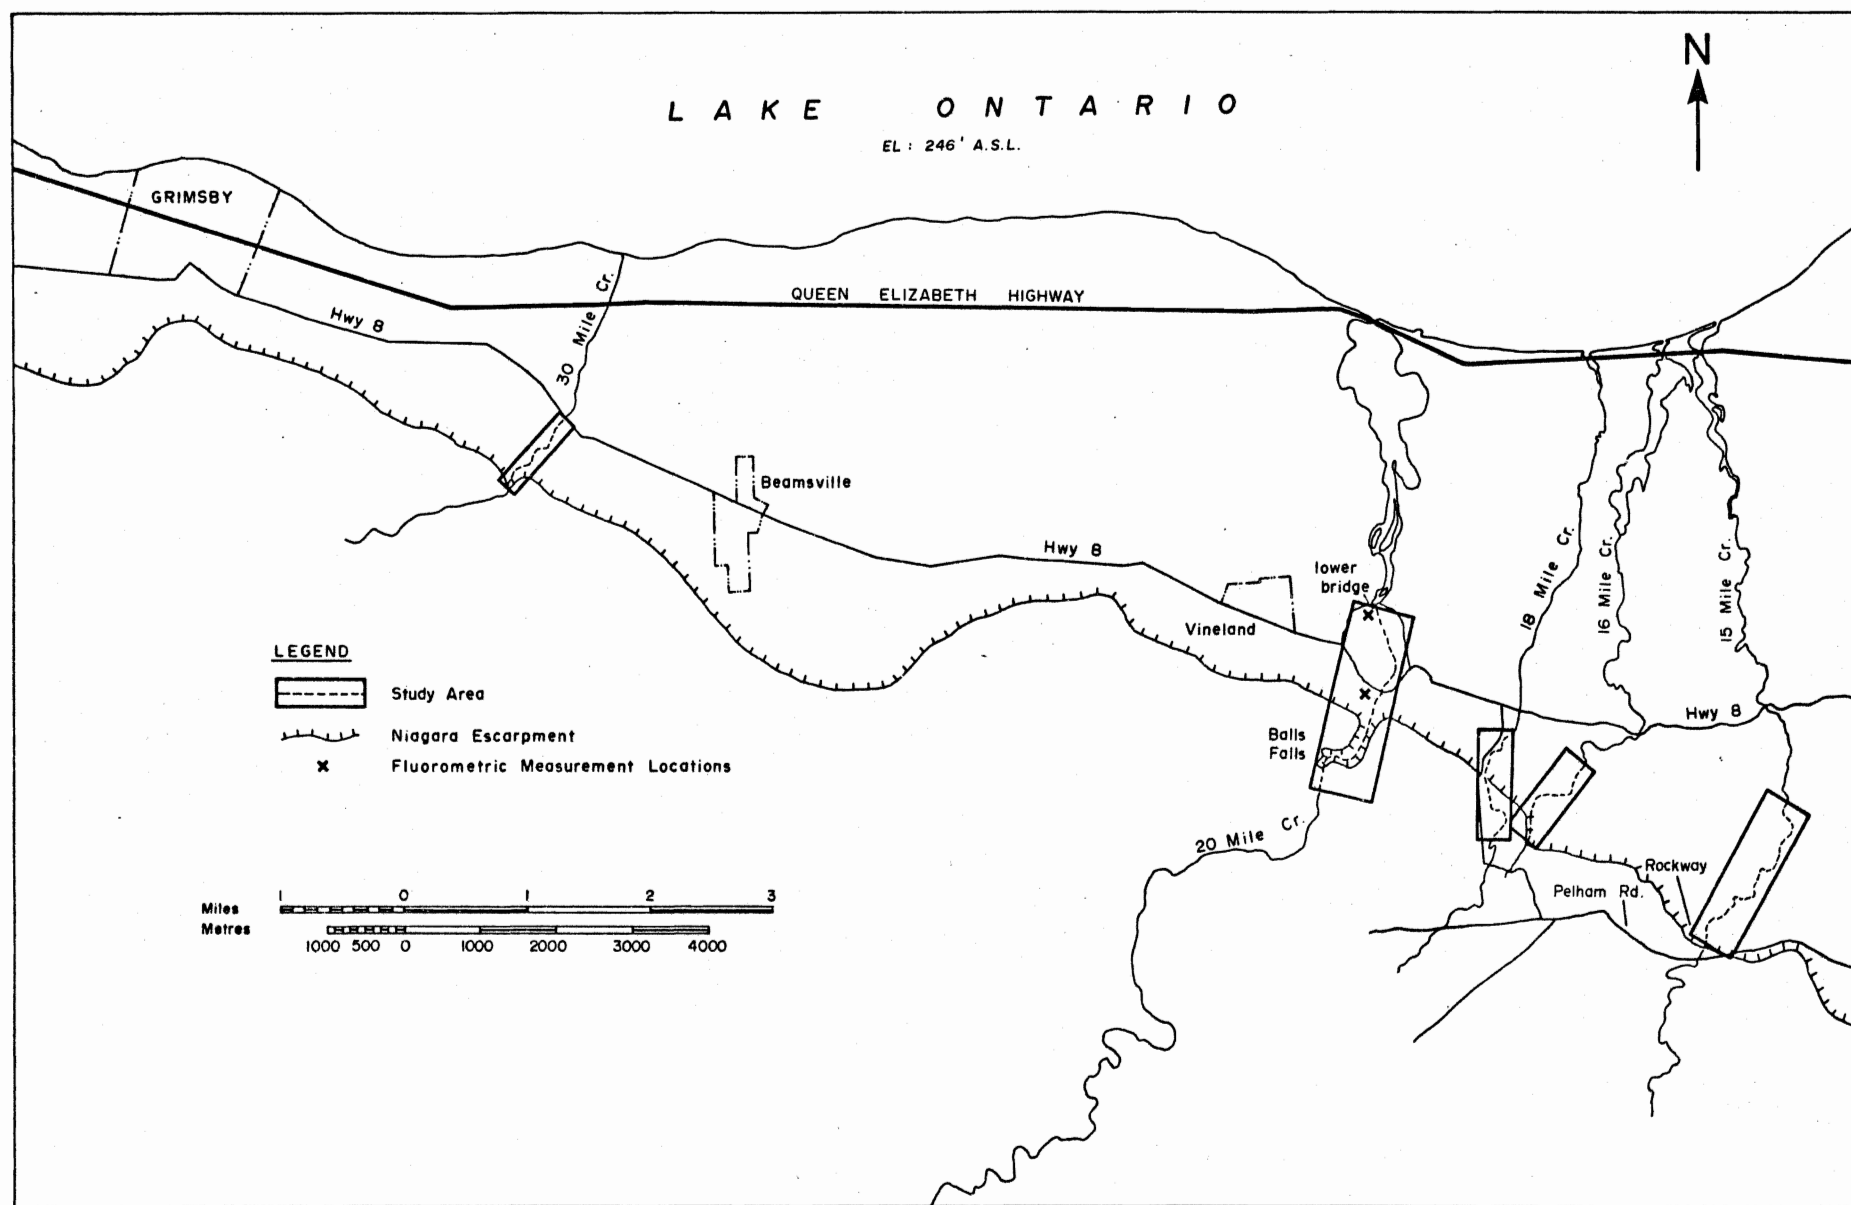 N
LAKE ONTARIO
EL : 246' A.S.L.
GRIMSBY
30 Mile Cr.
QUEEN ELIZABETH HIGHWAY
Hwy 8
Beamsville
Hwy 8
lower
bridge
18 Mile Cr.
16 Mile Cr.
15 Mile Cr.
Vineland
LEGEND
Study Area
Niagara Escarpment
Fluorometric Measurement Locations
Balls
Falls
Hwy 8
20 Mile Cr.
Rockway
Pelham Rd.
Miles 1 0 1 2 3
Metres
1000 500 0 1000 2000 3000 4000